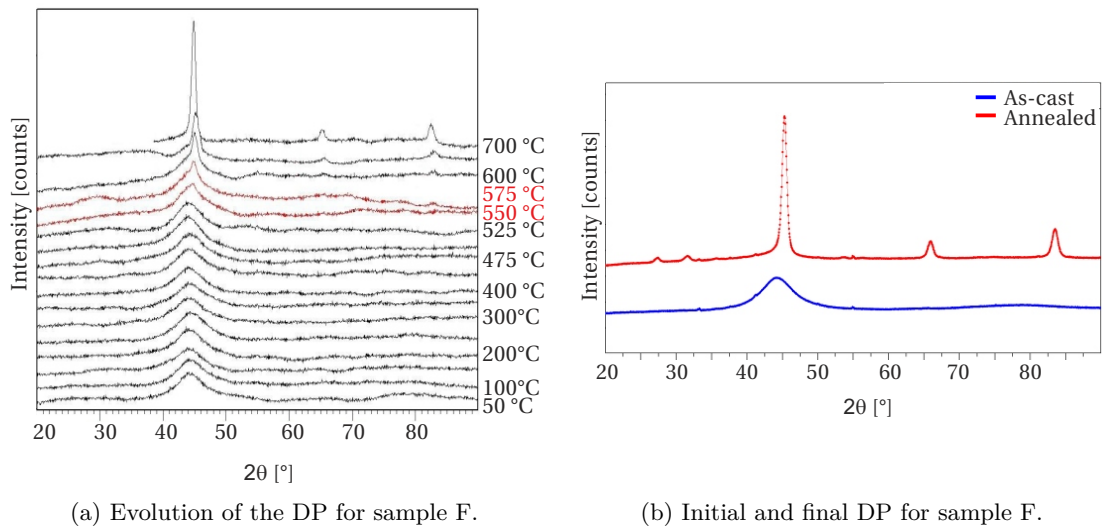 Intensity [counts]
700 °C
600 °C
575 °C
550 °C
525 °C
475 °C
400 °C
300°C
200°C
100°C
50 °C
20 30 40 50 60 70 80
2θ [°]
(a) Evolution of the DP for sample F.
As-cast
Annealed
Intensity [counts]
20 30 40 50 60 70 80
2θ [°]
(b) Initial and final DP for sample F.